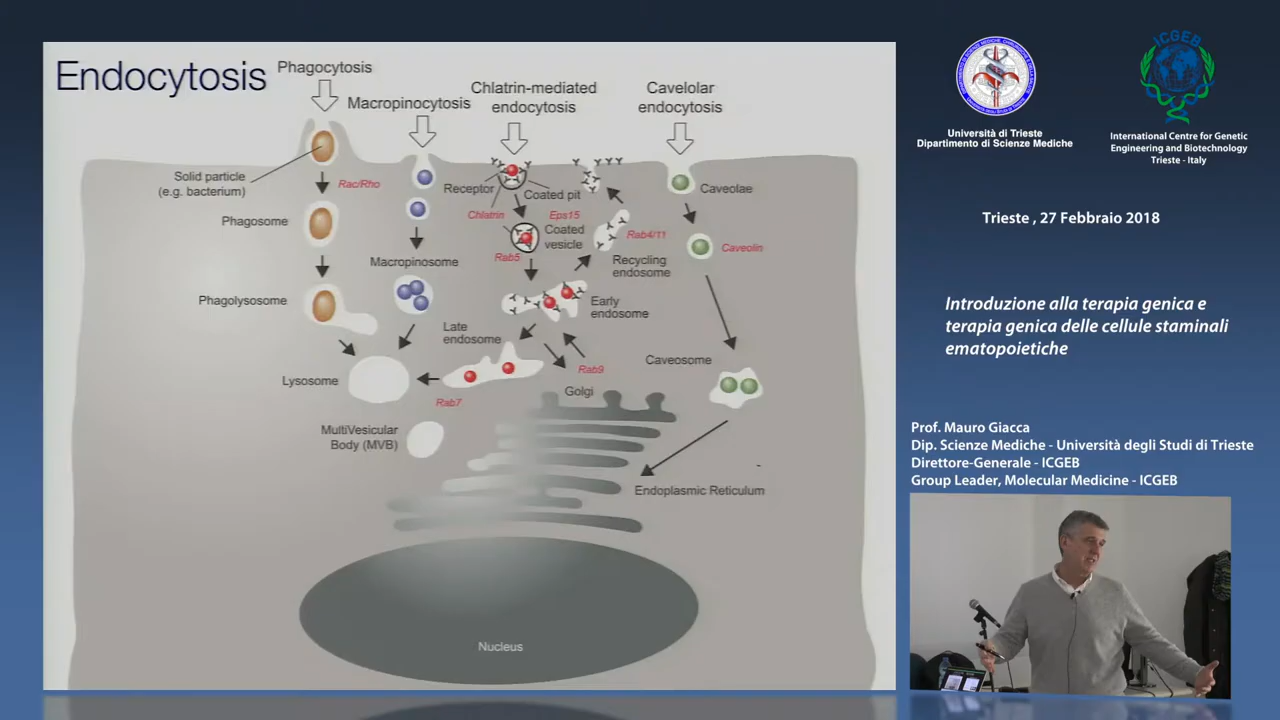 Endocytosis
Phagocytosis
Macropinocytosis
Chlatrin-mediated
endocytosis
Cavelolar
endocytosis
Solid particle
(e.g. bacterium)
Rac/Rho
Phagosome
Phagolysosome
Macropinosome
Receptor
Coated pit
Chlatrin
Eps15
Coated
vesicle
Rab5
Rab4/11
Recycling
endosome
Early
endosome
Late
endosome
Rab9
Rab7
Lysosome
MultiVesicular
Body (MVB)
Golgi
Caveolae
Caveolin
Caveosome
Endoplasmic Reticulum
Nucleus
Università di Trieste
Dipartimento di Scienze Mediche
ICGEB
International Centre for Genetic
Engineering and Biotechnology
Trieste - Italy
Trieste , 27 Febbraio 2018
Introduzione alla terapia genica e
terapia genica delle cellule staminali
ematopoietiche
Prof. Mauro Giacca
Dip. Scienze Mediche - Università degli Studi di Trieste
Direttore-Generale - ICGEB
Group Leader, Molecular Medicine - ICGEB